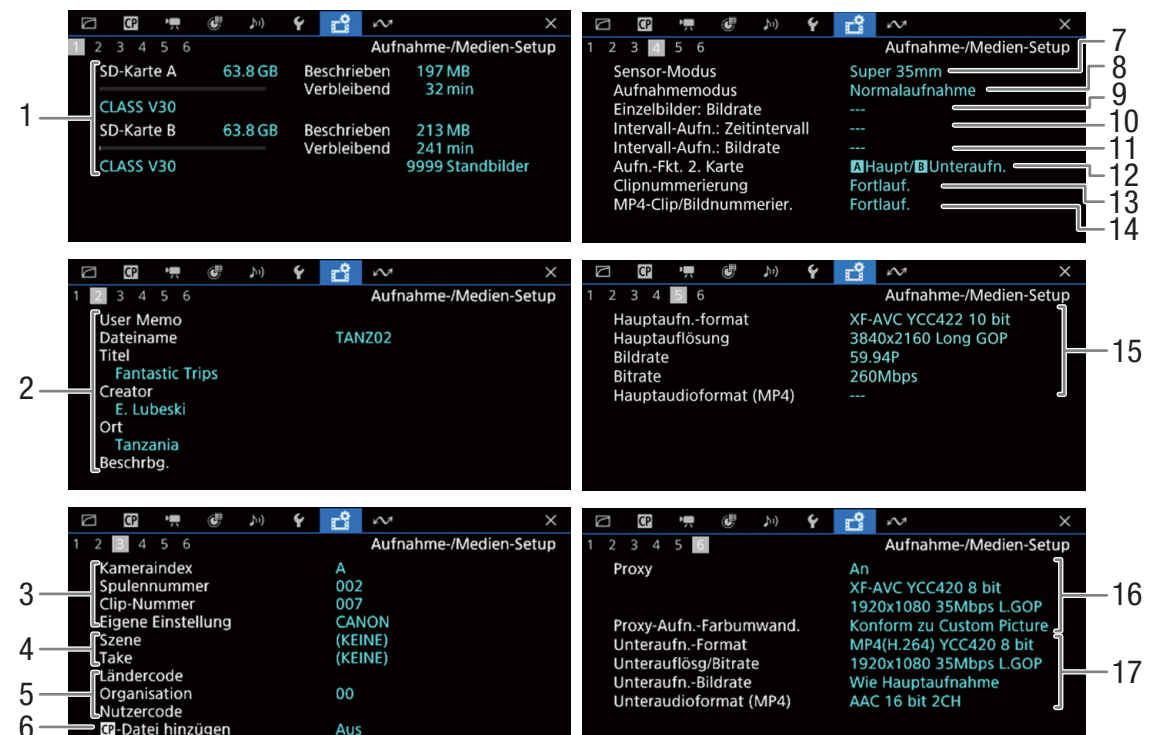 CP
1 2 3 4 5 6 Aufnahme-/Medien-Setup
SD-Karte A 63.8 GB Beschrieben 197 MB
Verbleibend 32 min
CLASS V30
SD-Karte B 63.8 GB Beschrieben 213 MB
Verbleibend 241 min
CLASS V30 9999 Standbilder
1
CP
1 2 3 4 5 6 Aufnahme-/Medien-Setup
User Memo
Dateiname TANZ02
Titel
Fantastic Trips
Creator
E. Lubeski
Ort
Tanzania
Beschrbg.
2
CP
1 2 3 4 5 6 Aufnahme-/Medien-Setup
Kameraindex A
Spulennummer 002
Clip-Nummer 007
Eigene Einstellung CANON
Szene (KEINE)
Take (KEINE)
Ländercode
Organisation 00
Nutzercode
CP-Datei hinzügen Aus
3
4
5
6
CP
1 2 3 4 5 6 Aufnahme-/Medien-Setup
Sensor-Modus Super 35mm 7
Aufnahmemodus Normalaufnahme 8
Einzelbilder: Bildrate --- 9
Intervall-Aufn.: Zeitintervall --- 10
Intervall-Aufn.: Bildrate --- 11
Aufn.-Fkt. 2. Karte AHaupt/BUnteraufn. 12
Clipnummerierung Fortlauf. 13
MP4-Clip/Bildnummerier. Fortlauf. 14
CP
1 2 3 4 5 6 Aufnahme-/Medien-Setup
Hauptaufn.-format XF-AVC YCC422 10 bit
Hauptauflösung 3840x2160 Long GOP
Bildrate 59.94P
Bitrate 260Mbps
Hauptaudioformat (MP4) ---
15
CP
1 2 3 4 5 6 Aufnahme-/Medien-Setup
Proxy An
XF-AVC YCC420 8 bit
1920x1080 35Mbps L.GOP
Proxy-Aufn.-Farbumwand. Konform zu Custom Picture
Unteraufn.-Format MP4(H.264) YCC420 8 bit
Unterauflösg/Bitrate 1920x1080 35Mbps L.GOP
Unteraufn.-Bildrate Wie Hauptaufnahme
Unteraudioformat (MP4) AAC 16 bit 2CH
16
17